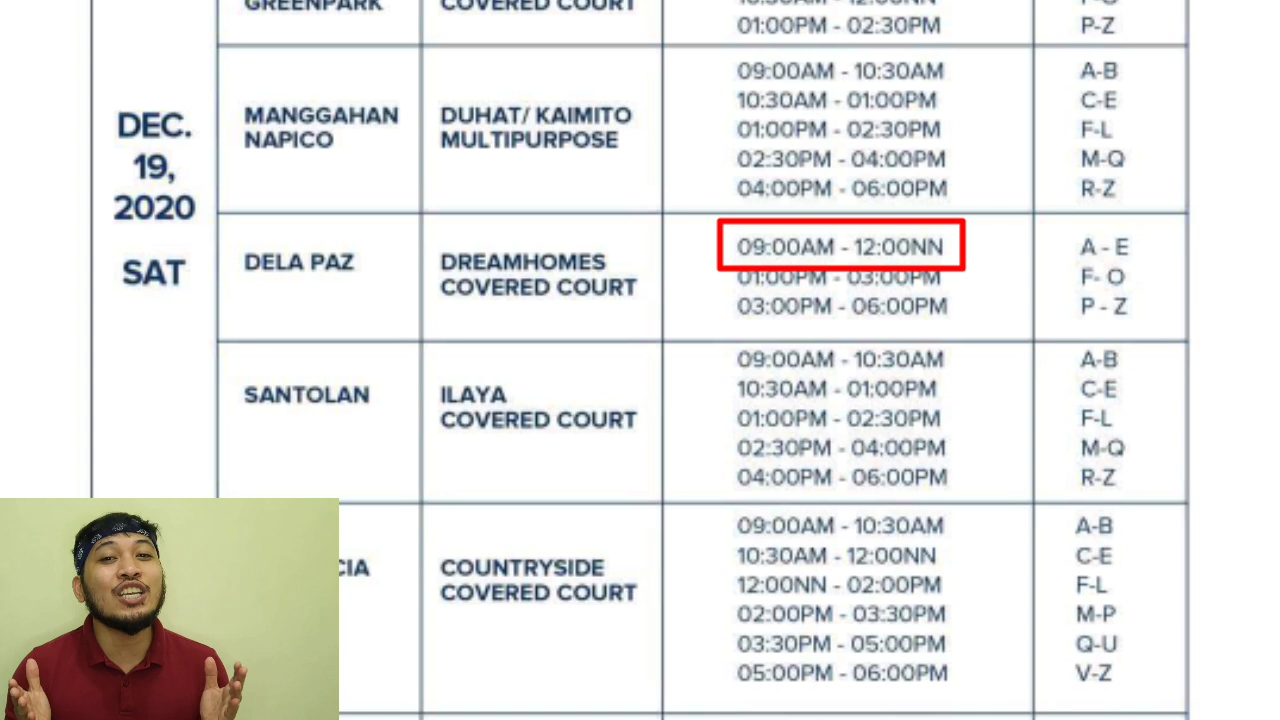 GREENPARK
COVERED COURT
10:30AM - 12:00NN
F-O
01:00PM - 02:30PM
P-Z
DEC.
19,
2020
SAT
MANGGAHAN
NAPICO
DUHAT/ KAIMITO
MULTIPURPOSE
09:00AM - 10:30AM
A-B
10:30AM - 01:00PM
C-E
01:00PM - 02:30PM
F-L
02:30PM - 04:00PM
M-Q
04:00PM - 06:00PM
R-Z
DELA PAZ
DREAMHOMES
COVERED COURT
09:00AM - 12:00NN
A - E
01:00PM - 03:00PM
F- O
03:00PM - 06:00PM
P - Z
SANTOLAN
ILAYA
COVERED COURT
09:00AM - 10:30AM
A-B
10:30AM - 01:00PM
C-E
01:00PM - 02:30PM
F-L
02:30PM - 04:00PM
M-Q
04:00PM - 06:00PM
R-Z
CIA
COUNTRYSIDE
COVERED COURT
09:00AM - 10:30AM
A-B
10:30AM - 12:00NN
C-E
12:00NN - 02:00PM
F-L
02:00PM - 03:30PM
M-P
03:30PM - 05:00PM
Q-U
05:00PM - 06:00PM
V-Z